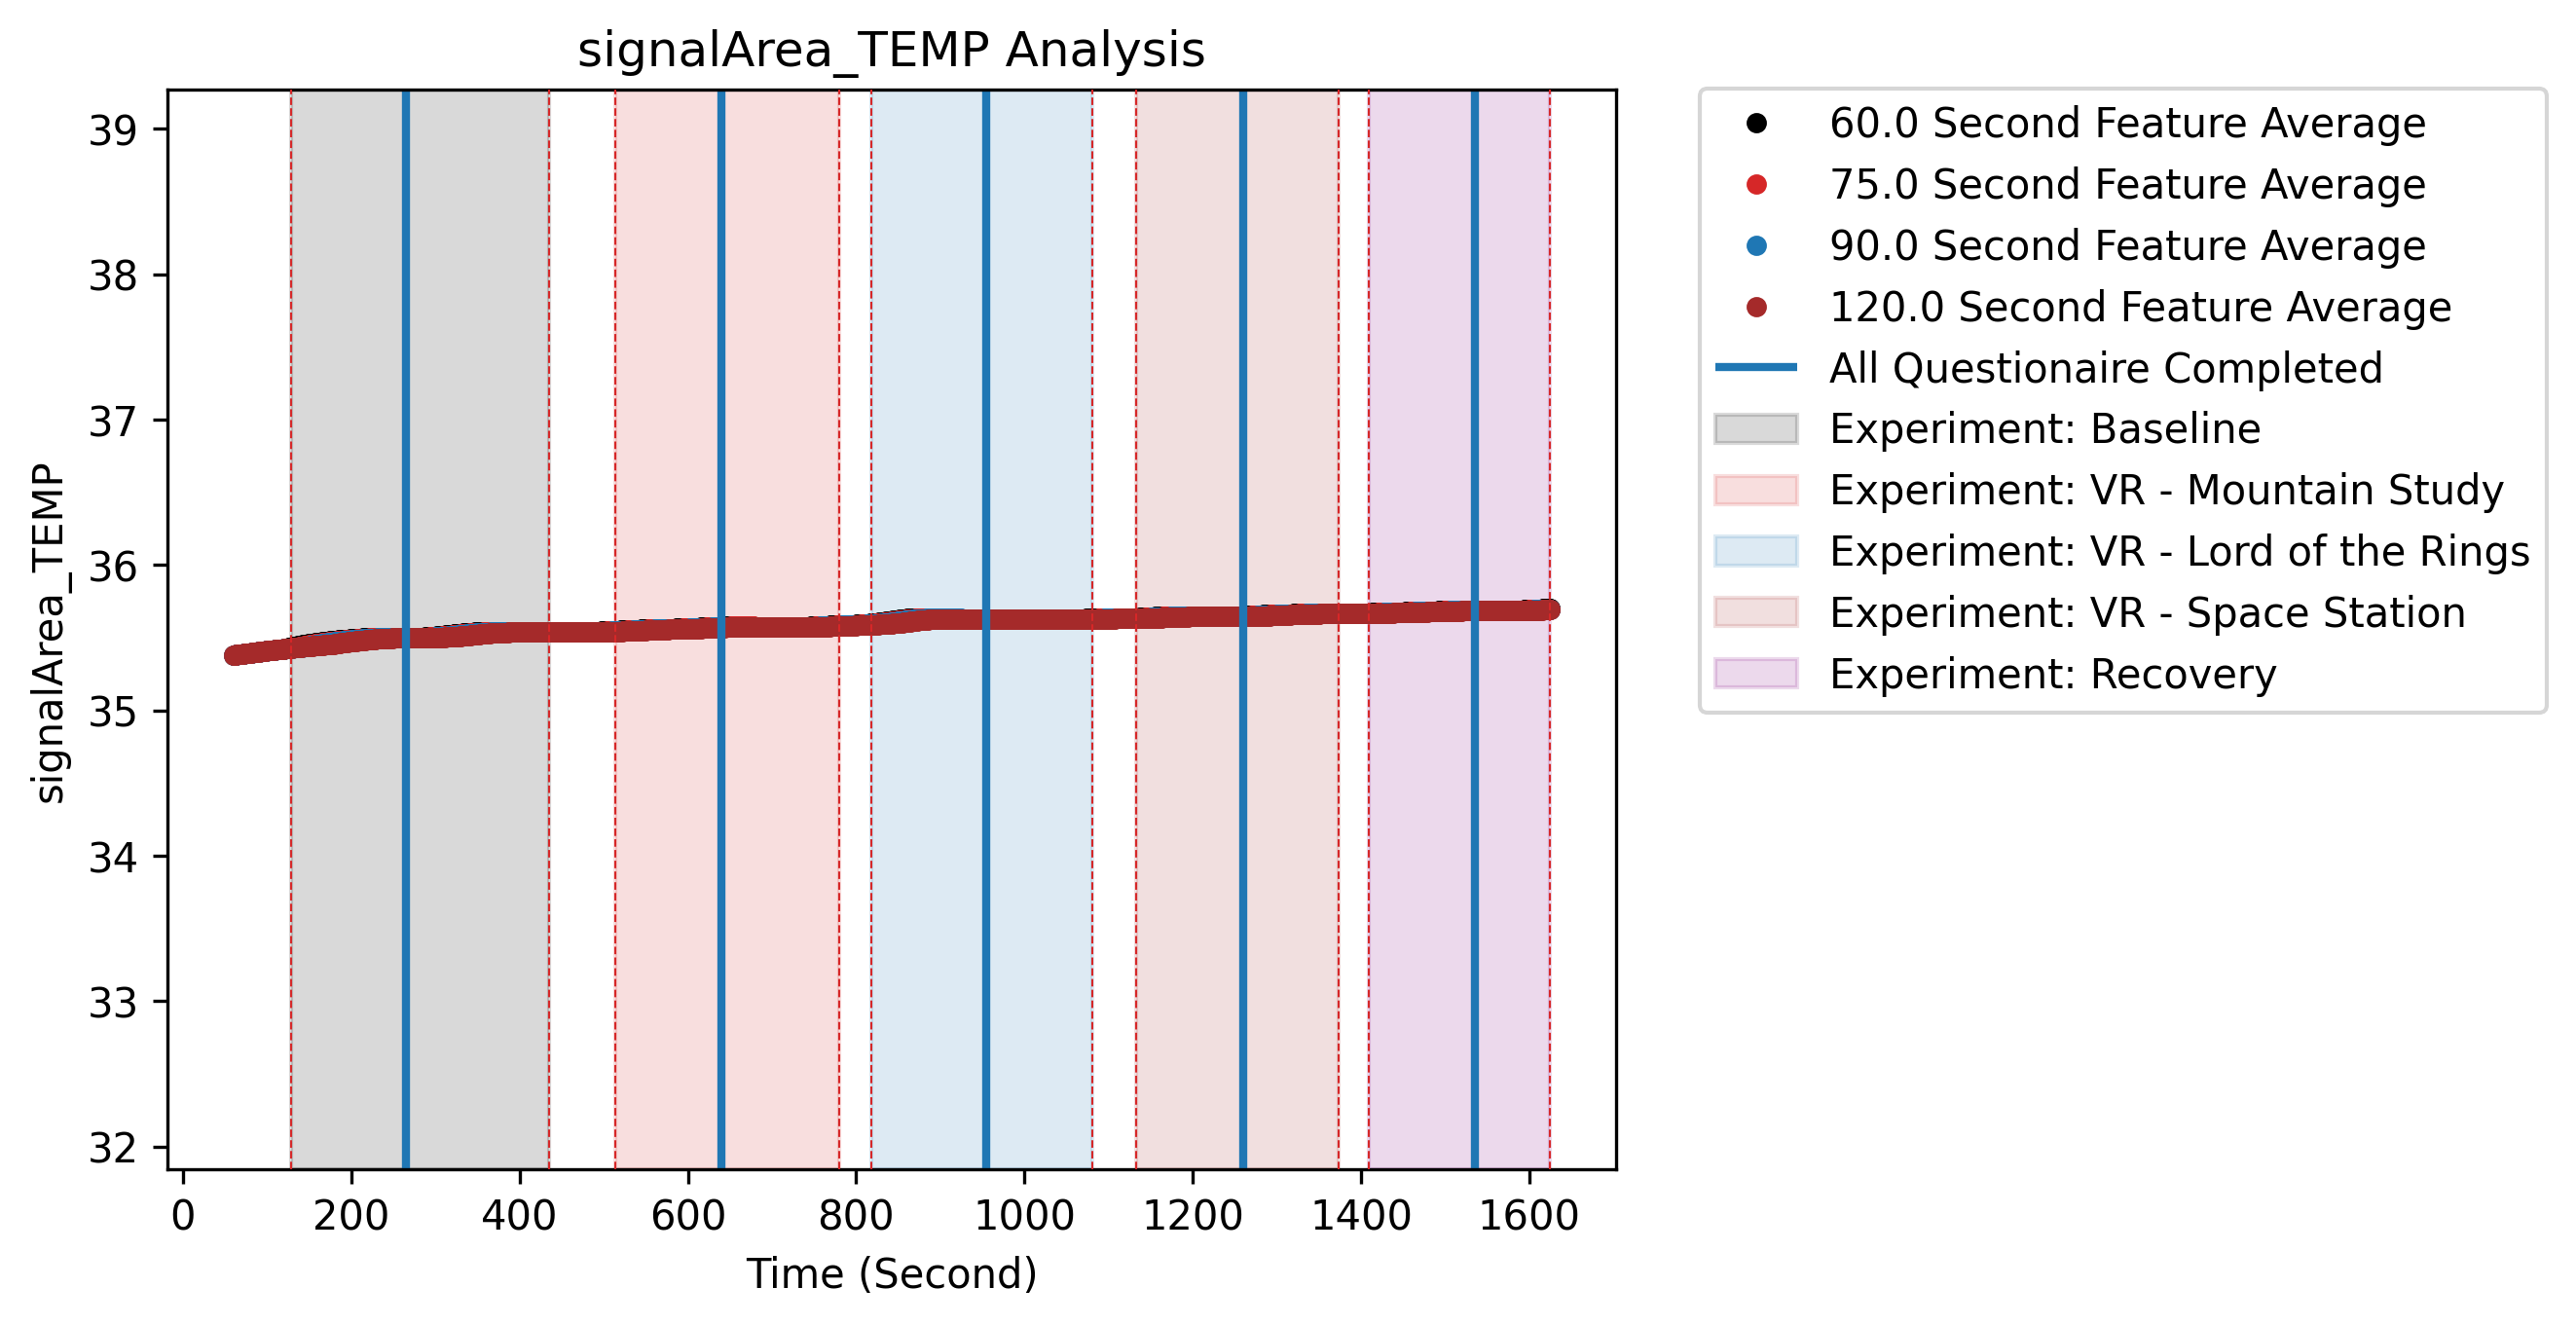 signalArea_TEMP Analysis
signalArea_TEMP
39
38
37
36
35
34
33
32
0 200 400 600 800 1000 1200 1400 1600
Time (Second)
60.0 Second Feature Average
75.0 Second Feature Average
90.0 Second Feature Average
120.0 Second Feature Average
All Questionaire Completed
Experiment: Baseline
Experiment: VR - Mountain Study
Experiment: VR - Lord of the Rings
Experiment: VR - Space Station
Experiment: Recovery